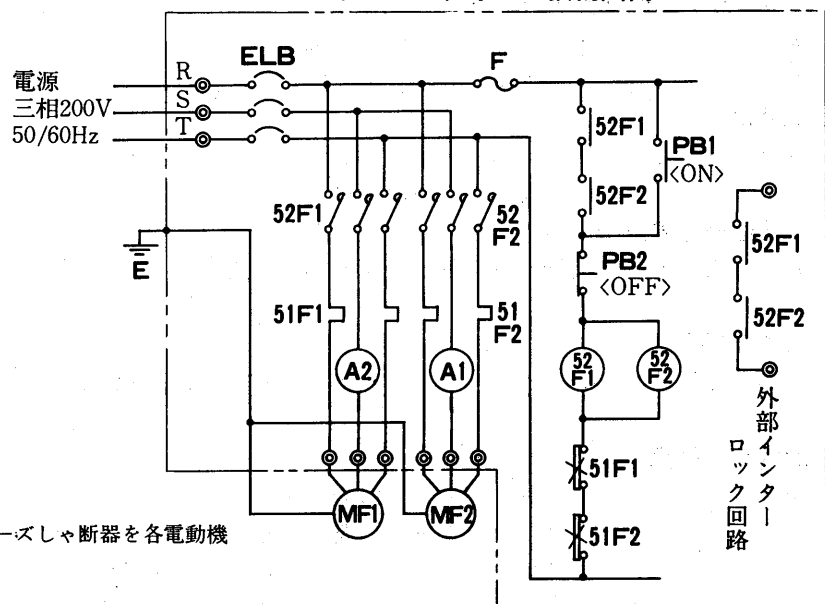 電源
三相200V
50/60Hz
R
S
T
ELB
F
52F1
52F2
PB1
<ON>
52F1
52F2
52F1
52
F2
PB2
<OFF>
E
51F1
51
F2
A2
A1
52
F1
52
F2
51F1
51F2
MF1
MF2
外部インター
ロック回路
ーズしゃ断器を各電動機